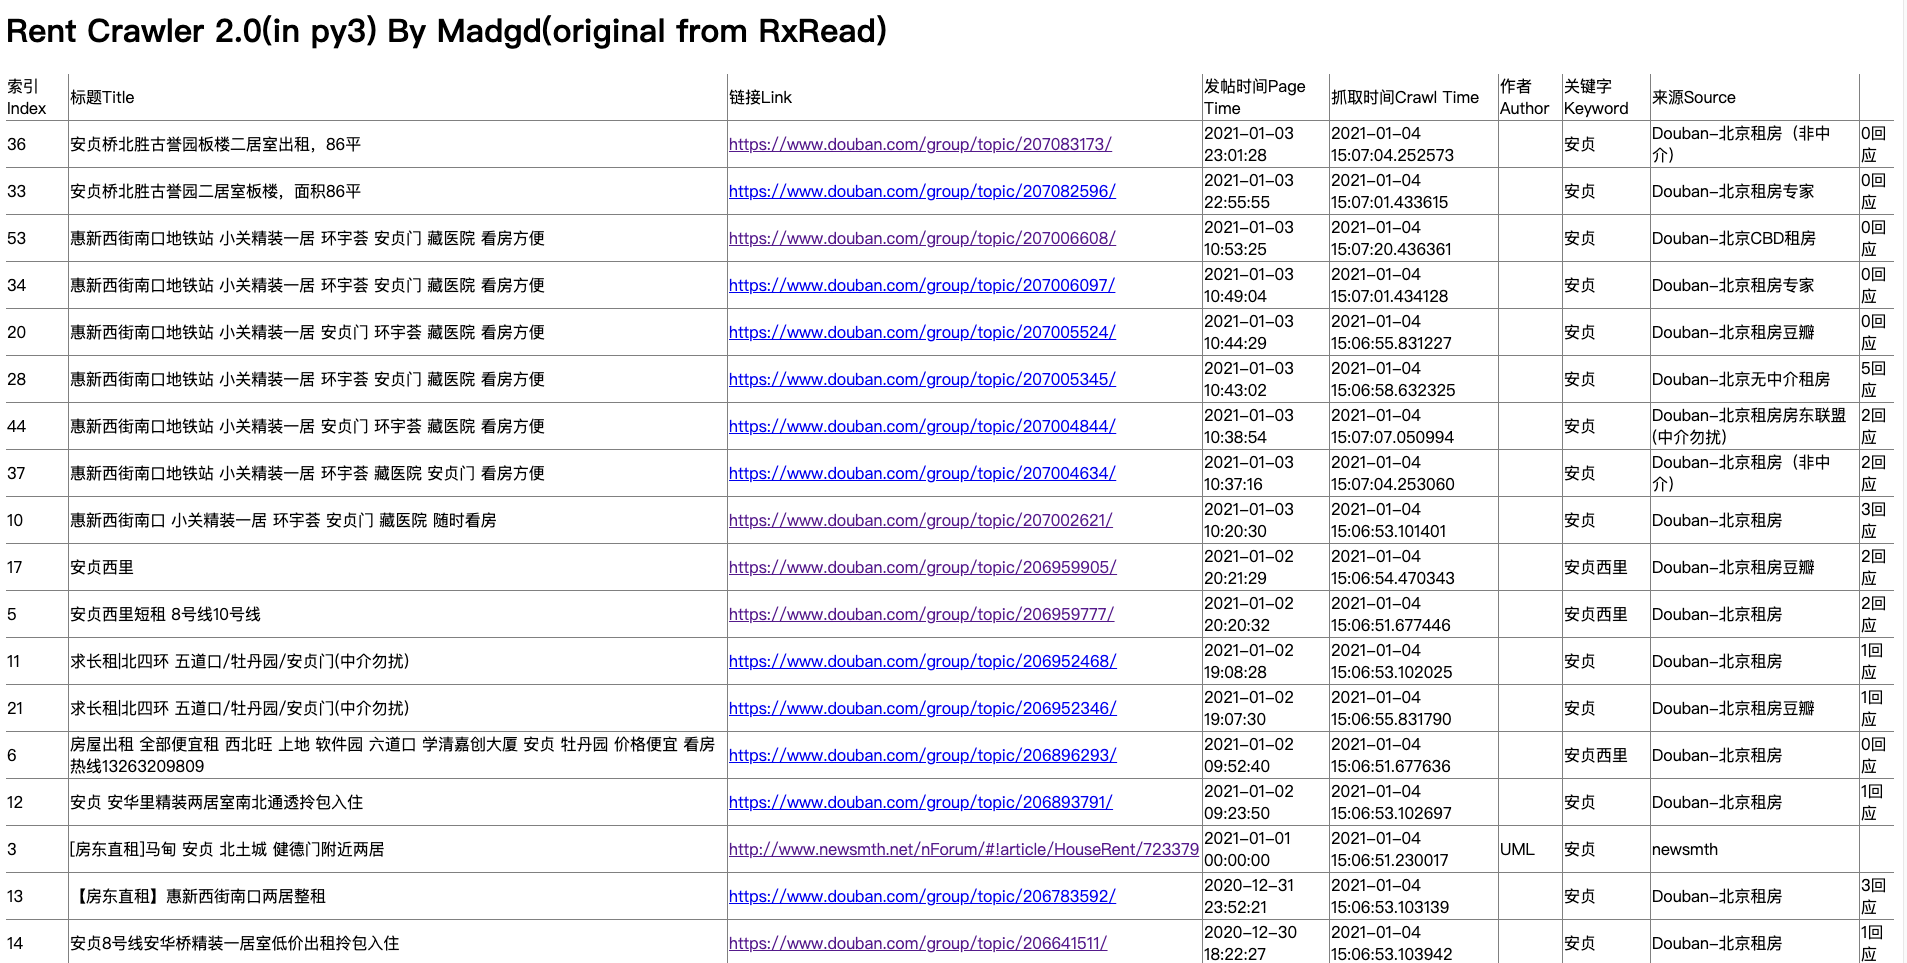 Rent Crawler 2.0(in py3) By Madgd(original from RxRead)
索引 Index 标题Title 链接Link 发帖时间Page Time 抓取时间Crawl Time 作者 Author 关键字 Keyword 来源Source
36 安贞桥北胜古誉园板楼二居室出租，86平 https://www.douban.com/group/topic/207083173/ 2021-01-03 23:01:28 2021-01-04 15:07:04.252573 安贞 Douban-北京租房（非中介） 0回应
33 安贞桥北胜古誉园二居室板楼，面积86平 https://www.douban.com/group/topic/207082596/ 2021-01-03 22:55:55 2021-01-04 15:07:01.433615 安贞 Douban-北京租房专家 0回应
53 惠新西街南口地铁站 小关精装一居 环宇荟 安贞门 藏医院 看房方便 https://www.douban.com/group/topic/207006608/ 2021-01-03 10:53:25 2021-01-04 15:07:20.436361 安贞 Douban-北京CBD租房 0回应
34 惠新西街南口地铁站 小关精装一居 环宇荟 安贞门 藏医院 看房方便 https://www.douban.com/group/topic/207006097/ 2021-01-03 10:49:04 2021-01-04 15:07:01.434128 安贞 Douban-北京租房专家 0回应
20 惠新西街南口地铁站 小关精装一居 安贞门 环宇荟 藏医院 看房方便 https://www.douban.com/group/topic/207005524/ 2021-01-03 10:44:29 2021-01-04 15:06:55.831227 安贞 Douban-北京租房豆瓣 0回应
28 惠新西街南口地铁站 小关精装一居 环宇荟 安贞门 藏医院 看房方便 https://www.douban.com/group/topic/207005345/ 2021-01-03 10:43:02 2021-01-04 15:06:58.632325 安贞 Douban-北京无中介租房 5回应
44 惠新西街南口地铁站 小关精装一居 安贞门 环宇荟 藏医院 看房方便 https://www.douban.com/group/topic/207004844/ 2021-01-03 10:38:54 2021-01-04 15:07:07.050994 安贞 Douban-北京租房房东联盟(中介勿扰) 2回应
37 惠新西街南口地铁站 小关精装一居 环宇荟 藏医院 安贞门 看房方便 https://www.douban.com/group/topic/207004634/ 2021-01-03 10:37:16 2021-01-04 15:07:04.253060 安贞 Douban-北京租房（非中介） 2回应
10 惠新西街南口 小关精装一居 环宇荟 安贞门 藏医院 随时看房 https://www.douban.com/group/topic/207002621/ 2021-01-03 10:20:30 2021-01-04 15:06:53.101401 安贞 Douban-北京租房 3回应
17 安贞西里 https://www.douban.com/group/topic/206959905/ 2021-01-02 20:21:29 2021-01-04 15:06:54.470343 安贞西里 Douban-北京租房豆瓣 2回应
5 安贞西里短租 8号线10号线 https://www.douban.com/group/topic/206959777/ 2021-01-02 20:20:32 2021-01-04 15:06:51.677446 安贞西里 Douban-北京租房 2回应
11 求长租|北四环 五道口/牡丹园/安贞门(中介勿扰) https://www.douban.com/group/topic/206952468/ 2021-01-02 19:08:28 2021-01-04 15:06:53.102025 安贞 Douban-北京租房 1回应
21 求长租|北四环 五道口/牡丹园/安贞门(中介勿扰) https://www.douban.com/group/topic/206952346/ 2021-01-02 19:07:30 2021-01-04 15:06:55.831790 安贞 Douban-北京租房豆瓣 1回应
6 房屋出租 全部便宜租 西北旺 上地 软件园 六道口 学清嘉创大厦 安贞 牡丹园 价格便宜 看房热线13263209809 https://www.douban.com/group/topic/206896293/ 2021-01-02 09:52:40 2021-01-04 15:06:51.677636 安贞西里 Douban-北京租房 0回应
12 安贞 安华里精装两居室南北通透拎包入住 https://www.douban.com/group/topic/206893791/ 2021-01-02 09:23:50 2021-01-04 15:06:53.102697 安贞 Douban-北京租房 1回应
3 [房东直租]马甸 安贞 北土城 健德门附近两居 http://www.newsmth.net/nForum/#!article/HouseRent/723379 2021-01-01 00:00:00 2021-01-04 15:06:51.230017 UML 安贞 newsmth
13 【房东直租】惠新西街南口两居整租 https://www.douban.com/group/topic/206783592/ 2020-12-31 23:52:21 2021-01-04 15:06:53.103139 安贞 Douban-北京租房 3回应
14 安贞8号线安华桥精装一居室低价出租拎包入住 https://www.douban.com/group/topic/206641511/ 2020-12-30 18:22:27 2021-01-04 15:06:53.103942 安贞 Douban-北京租房 1回应